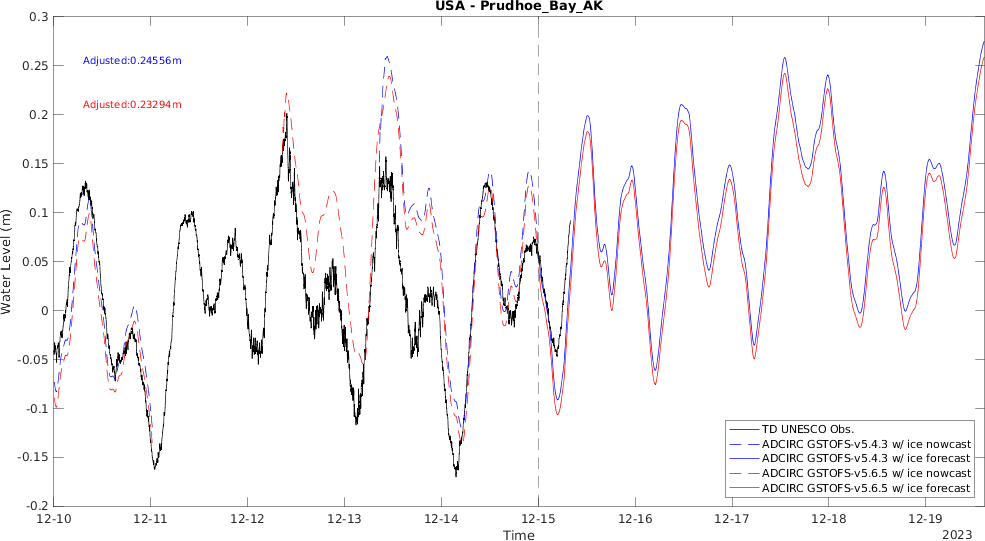 USA - Prudhoe_Bay_AK
0.3
0.25
0.2
0.15
0.1
0.05
0
-0.05
-0.1
-0.15
-0.2
Water Level (m)
Adjusted:0.24556m
Adjusted:0.23294m
TD UNESCO Obs.
ADCIRC GSTOFS-v5.4.3 w/ ice nowcast
ADCIRC GSTOFS-v5.4.3 w/ ice forecast
ADCIRC GSTOFS-v5.6.5 w/ ice nowcast
ADCIRC GSTOFS-v5.6.5 w/ ice forecast
12-10 12-11 12-12 12-13 12-14 12-15 12-16 12-17 12-18 12-19
Time
2023